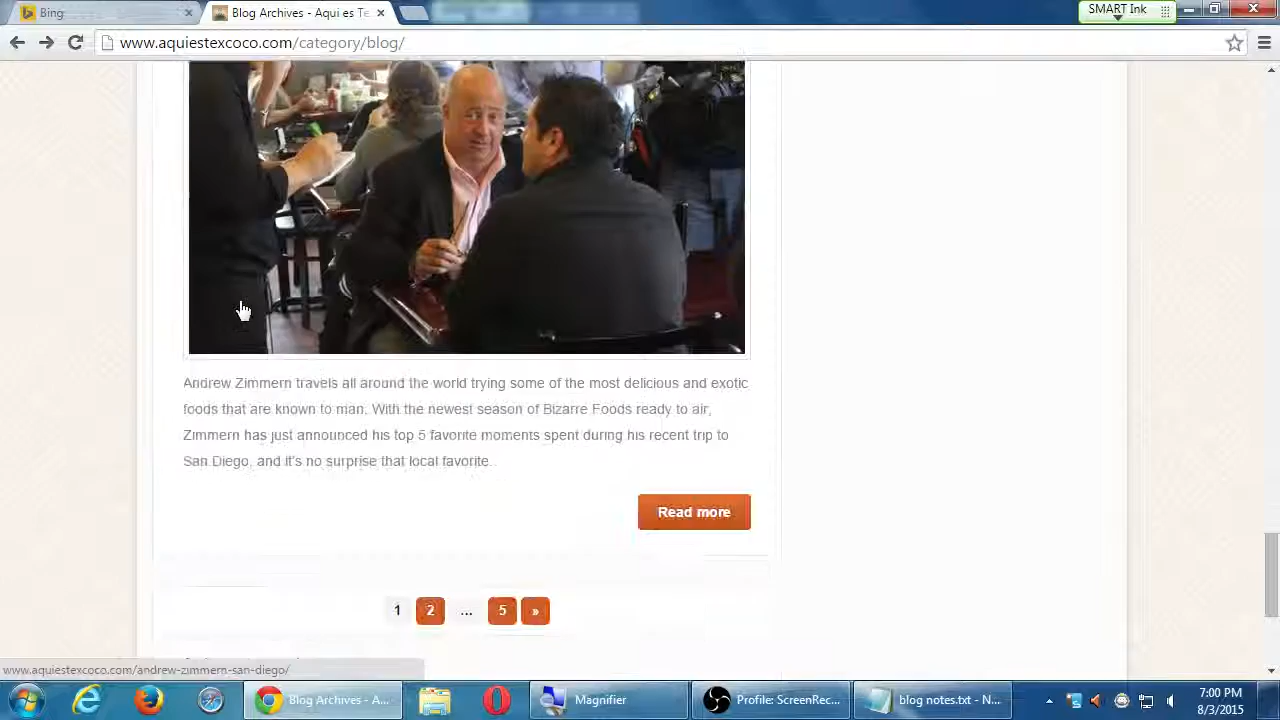 Bing
Blog Archives - Aqui es Te
SMART Ink
www.aquiestexcoco.com/category/blog/
Andrew Zimmern travels all around the world trying some of the most delicious and exotic
foods that are known to man. With the newest season of Bizarre Foods ready to air,
Zimmern has just announced his top 5 favorite moments spent during his recent trip to
San Diego, and it's no surprise that local favorite.
Read more
1 2 ... 5 »
www.aquiestexcoco.com/andrew-zimmern-san-diego/
Blog Archives - A...
Magnifier
Profile: ScreenRec...
blog notes.txt - N...
7:00 PM
8/3/2015